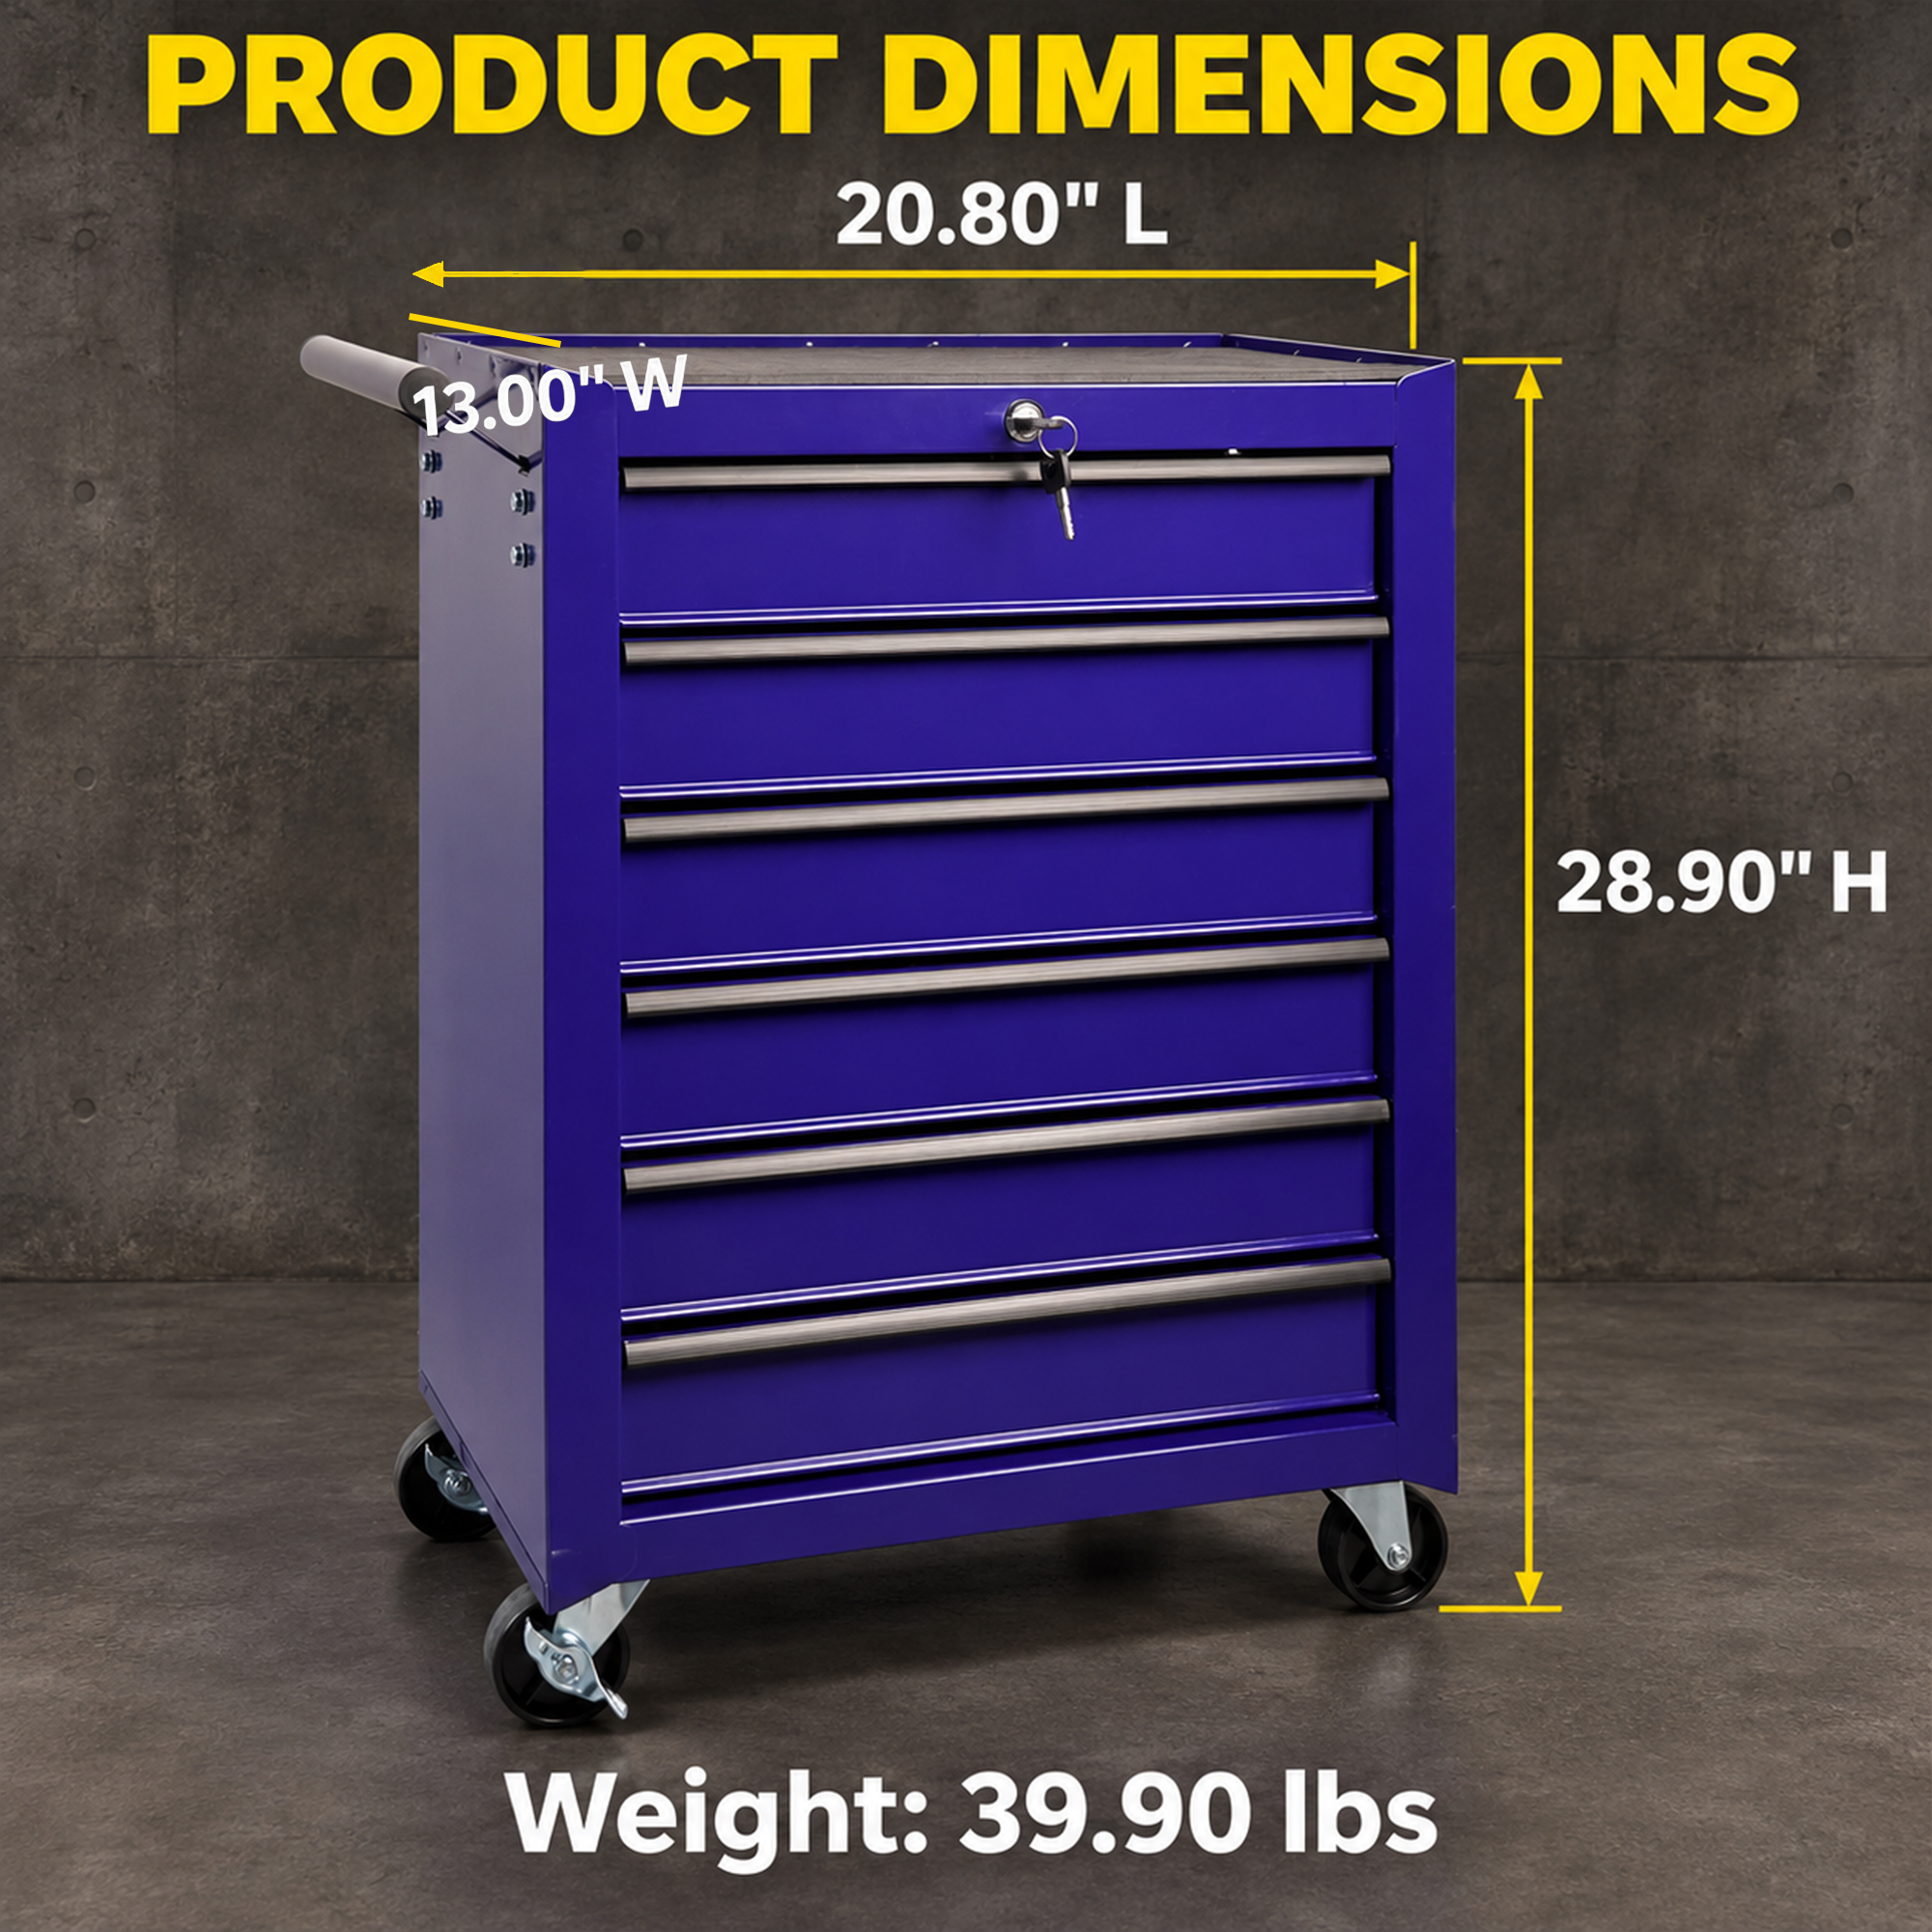 PRODUCT DIMENSIONS
20.80" L
13.00" W
28.90" H
Weight: 39.90 lbs